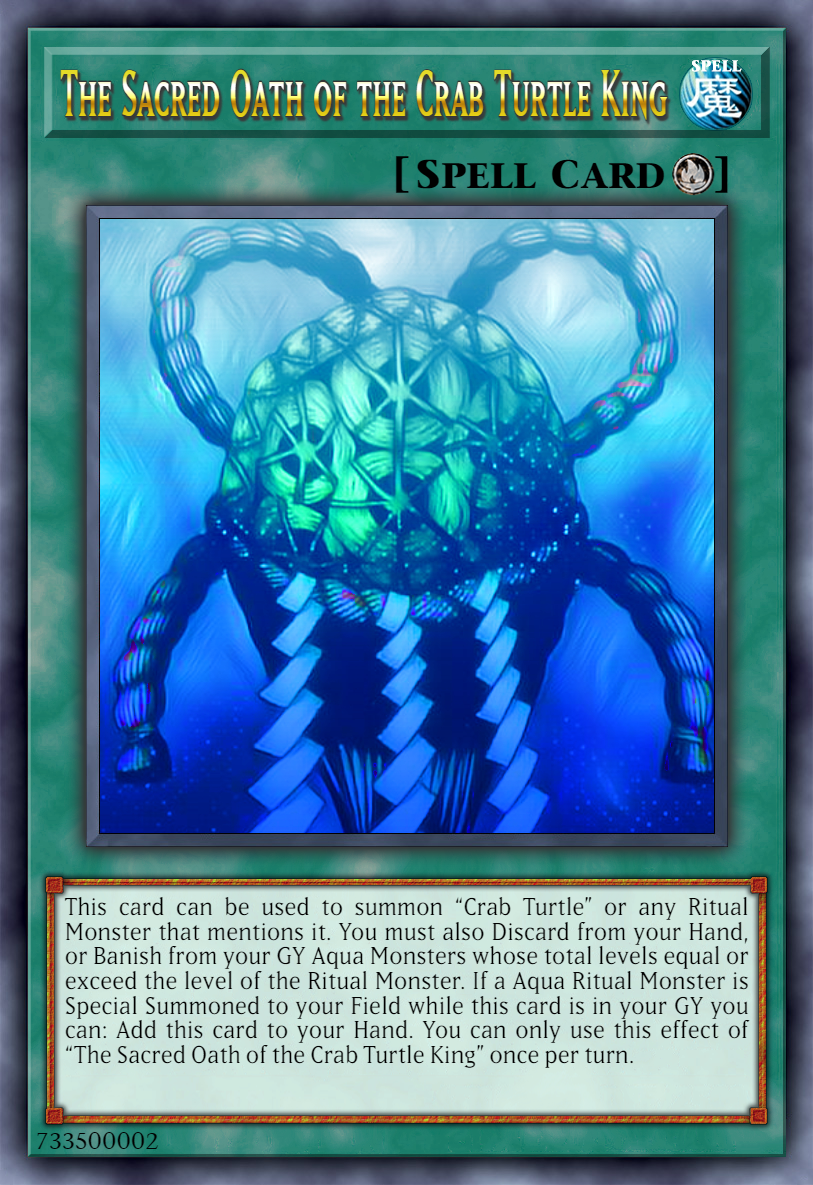 The Sacred Oath of the Crab Turtle King
SPELL
魔
[Spell Card]
This card can be used to summon “Crab Turtle” or any Ritual
Monster that mentions it. You must also Discard from your Hand,
or Banish from your GY Aqua Monsters whose total levels equal or
exceed the level of the Ritual Monster. If a Aqua Ritual Monster is
Special Summoned to your Field while this card is in your GY you
can: Add this card to your Hand. You can only use this effect of
“The Sacred Oath of the Crab Turtle King” once per turn.
733500002